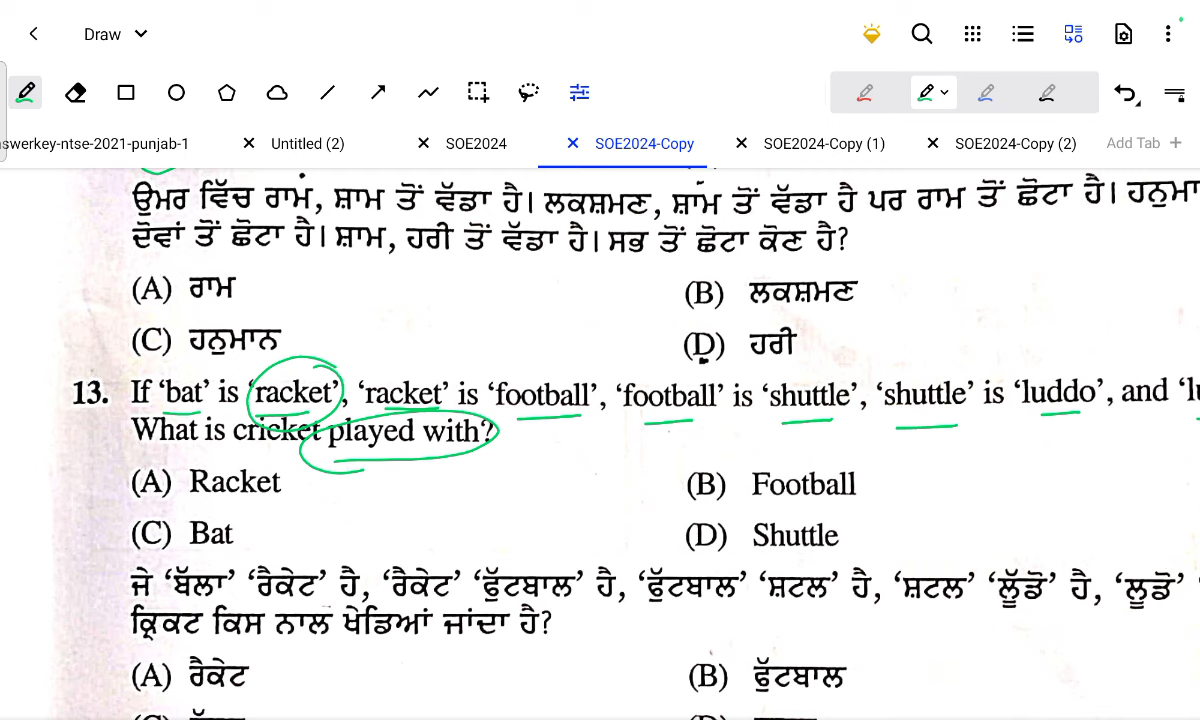 Draw
swerkey-ntse-2021-punjab-1
Untitled (2)
SOE2024
SOE2024-Copy
SOE2024-Copy (1)
SOE2024-Copy (2)
Add Tab
ਉਮਰ ਵਿੱਚ ਰਾਮ, ਸ਼ਾਮ ਤੋਂ ਵੱਡਾ ਹੈ। ਲਕਸ਼ਮਣ, ਸ਼ਾਮ ਤੋਂ ਵੱਡਾ ਹੈ ਪਰ ਰਾਮ ਤੋਂ ਛੋਟਾ ਹੈ। ਹਨੁਮਾ
ਦੋਵਾਂ ਤੋਂ ਛੋਟਾ ਹੈ। ਸ਼ਾਮ, ਹਰੀ ਤੋਂ ਵੱਡਾ ਹੈ। ਸਭ ਤੋਂ ਛੋਟਾ ਕੋਣ ਹੈ?
(A) ਰਾਮ
(B) ਲਕਸ਼ਮਣ
(C) ਹਨੁਮਾਨ
(D) ਹਰੀ
13. If ‘bat’ is ‘racket’, ‘racket’ is ‘football’, ‘football’ is ‘shuttle’, ‘shuttle’ is ‘luddo’, and ‘lu
What is cricket played with?
(A) Racket
(B) Football
(C) Bat
(D) Shuttle
ਜੇ ‘ਬੱਲਾ’ ‘ਰੈਕੇਟ’ ਹੈ, ‘ਰੈਕੇਟ’ ‘ਫੁੱਟਬਾਲ’ ਹੈ, ‘ਫੁੱਟਬਾਲ’ ‘ਸ਼ਟਲ’ ਹੈ, ‘ਸ਼ਟਲ’ ‘ਲੂੱਡੋ’ ਹੈ, ‘ਲੂਡੋ’
ਕ੍ਰਿਕਟ ਕਿਸ ਨਾਲ ਖੇਡਿਆਂ ਜਾਂਦਾ ਹੈ?
(A) ਰੈਕੇਟ
(B) ਫੁੱਟਬਾਲ